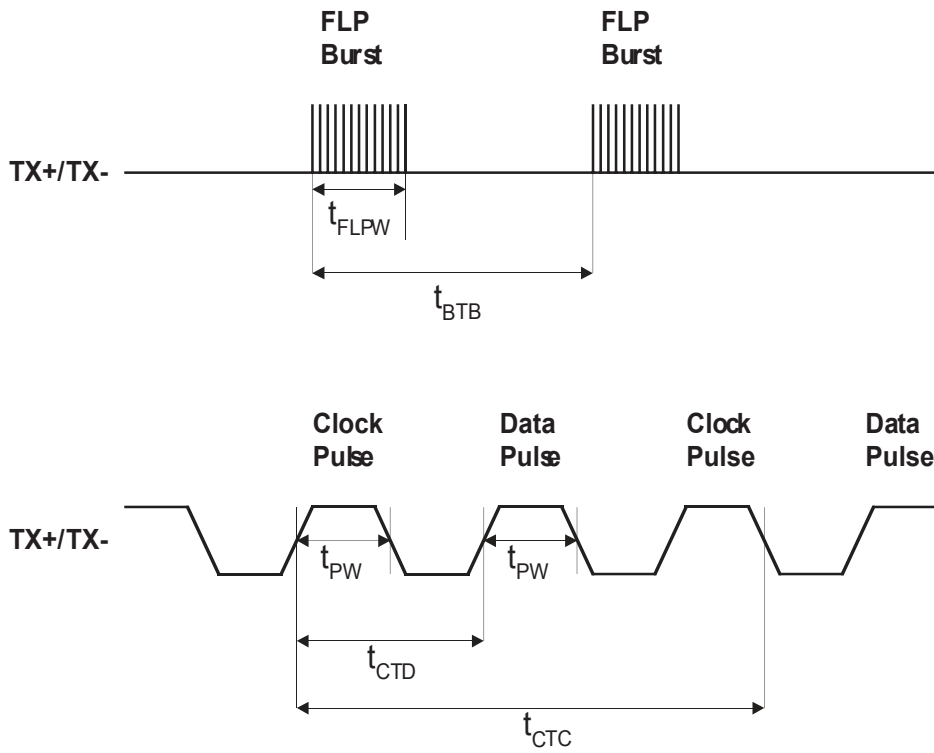 FLP FLP
Burst Burst
TX+/TX-
tFLPW
tBTB
Clock Data Clock Data
Pulse Pulse Pulse Pulse
TX+/TX-
tPW tPW
tCTD
tCTC